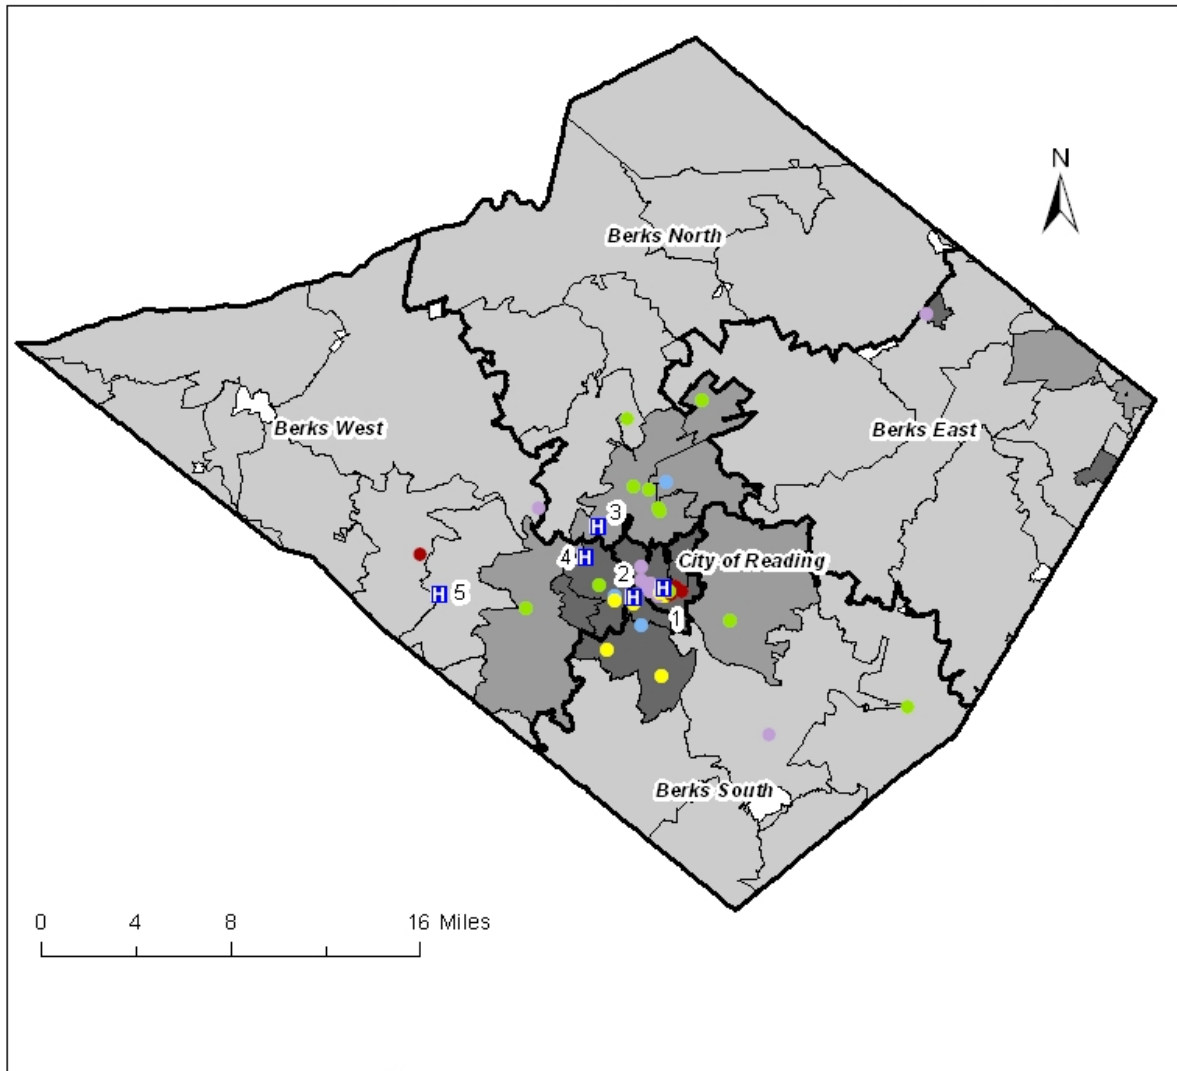 N
Berks North
Berks West
Berks East
H 3
4 H
City of Reading
2
H
H
H 5
1
Berks South
0 4 8 16 Miles